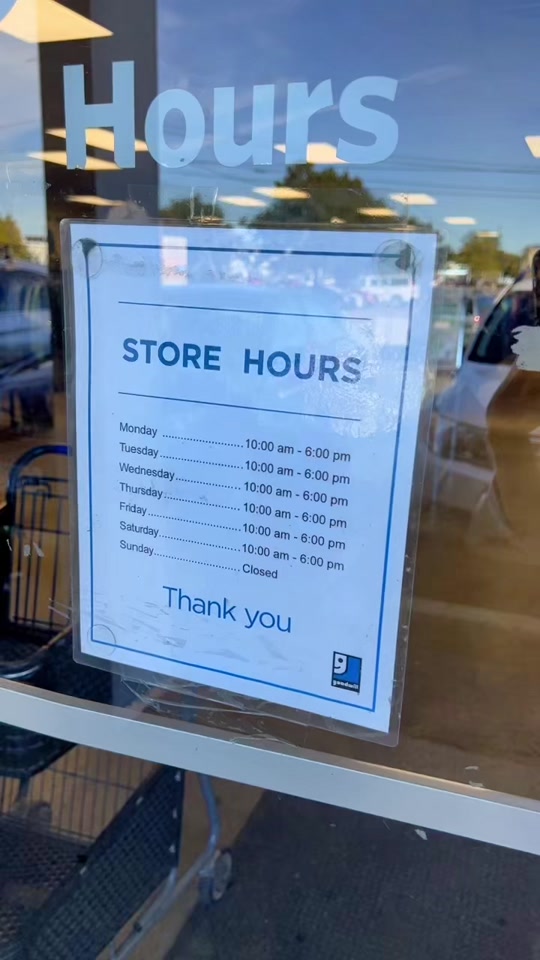 Hours
STORE HOURS
Monday ........................ 10:00 am - 6:00 pm
Tuesday ........................ 10:00 am - 6:00 pm
Wednesday .................... 10:00 am - 6:00 pm
Thursday ....................... 10:00 am - 6:00 pm
Friday ........................... 10:00 am - 6:00 pm
Saturday ....................... 10:00 am - 6:00 pm
Sunday .......................... Closed
Thank you
goodwill